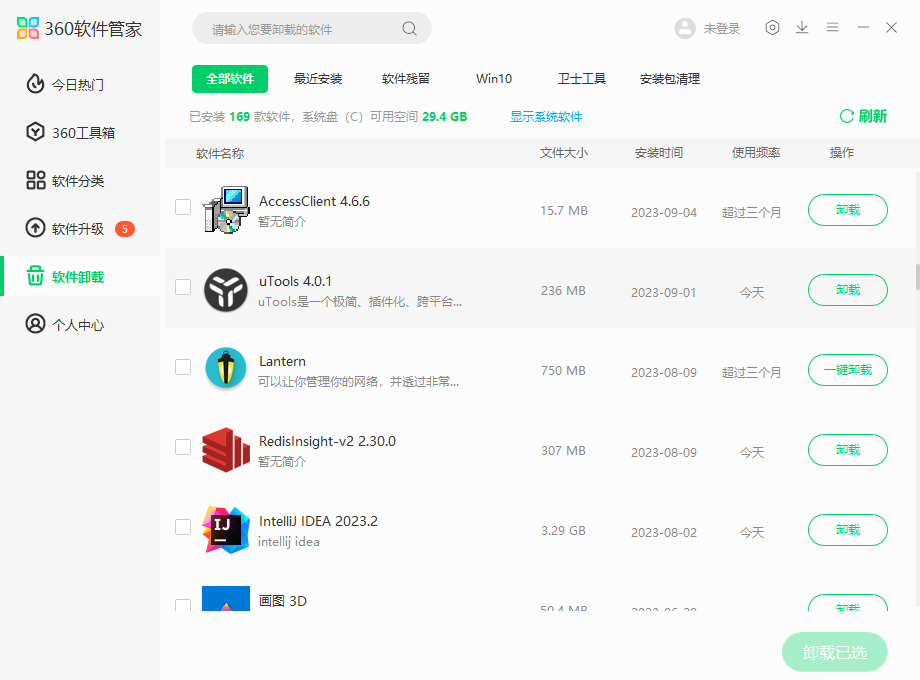 360软件管家
请输入您要卸载的软件
未登录
今日热门
360工具箱
软件分类
软件升级 5
软件卸载
个人中心
全部软件 最近安装 软件残留 Win10 卫士工具 安装包清理
已安装 169 款软件，系统盘（C）可用空间 29.4 GB 显示系统软件 刷新
软件名称 文件大小 安装时间 使用频率 操作
AccessClient 4.6.6
暂无简介
15.7 MB 2023-09-04 超过三个月 卸载
uTools 4.0.1
uTools是一个极简、插件化、跨平台...
236 MB 2023-09-01 今天 卸载
Lantern
可以让你管理你的网络，并透过非常...
750 MB 2023-08-09 超过三个月 一键卸载
RedisInsight-v2 2.30.0
暂无简介
307 MB 2023-08-09 今天 卸载
IJ
IntelliJ IDEA 2023.2
intellij idea
3.29 GB 2023-08-02 今天 卸载
画图 3D
50.4 MB 卸载
卸载已选